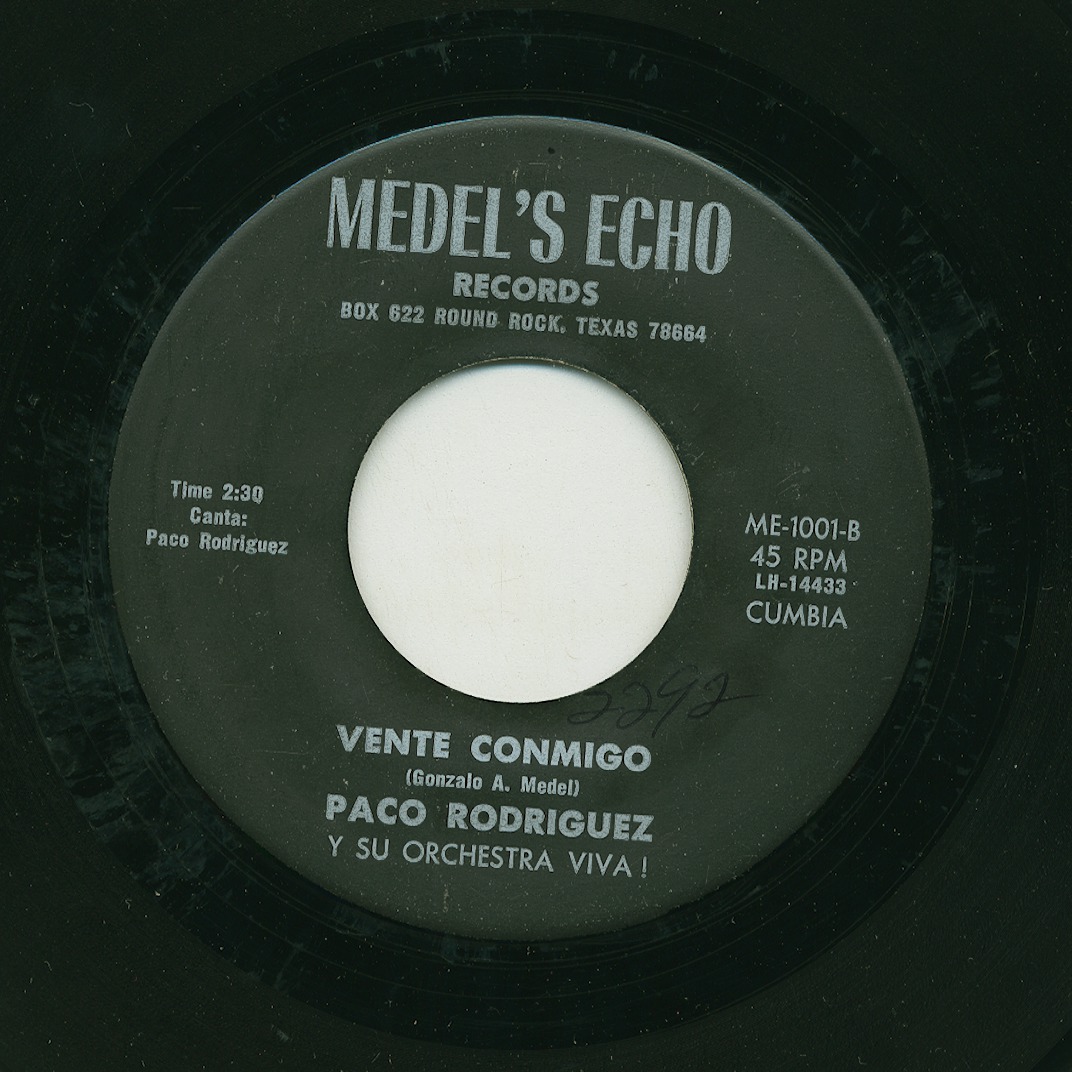 MEDEL'S ECHO
RECORDS
BOX 622 ROUND ROCK, TEXAS 78664
Time 2:30
Canta:
Paco Rodriguez
ME-1001-B
45 RPM
LH-14433
CUMBIA
2292
VENTE CONMIGO
(Gonzalo A. Medel)
PACO RODRIGUEZ
Y SU ORCHESTRA VIVA!